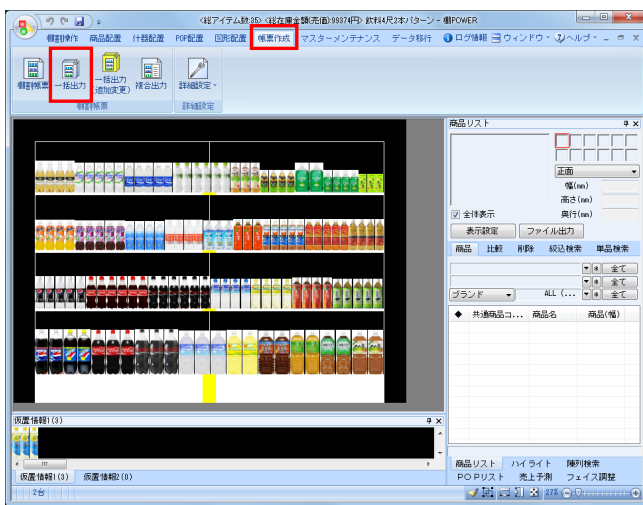 <総アイテム数:35> <総在庫金額(売価):99374円> 飲料4尺2本パターン - 棚POWER
棚割操作 商品配置 什器配置 POP配置 図形配置 帳票作成 マスターメンテナンス データ移行 ログ情報 ウィンドウ ヘルプ
棚割帳票 一括出力 一括出力(追加変更) 複合出力 詳細設定
棚割帳票 詳細設定
商品リスト
正面
幅(mm)
高さ(mm)
全体表示 奥行(mm)
表示設定 ファイル出力
商品 比較 削除 絞込検索 単品検索
* 全て
* 全て
ブランド ALL (... * 全て
◆ 共通商品コ... 商品名 商品(幅)
仮置情報1(3)
商品リスト ハイライト 陳列検索
仮置情報1(3) 仮置情報2(0)
POPリスト 売上予測 フェイス調整
2台 27%